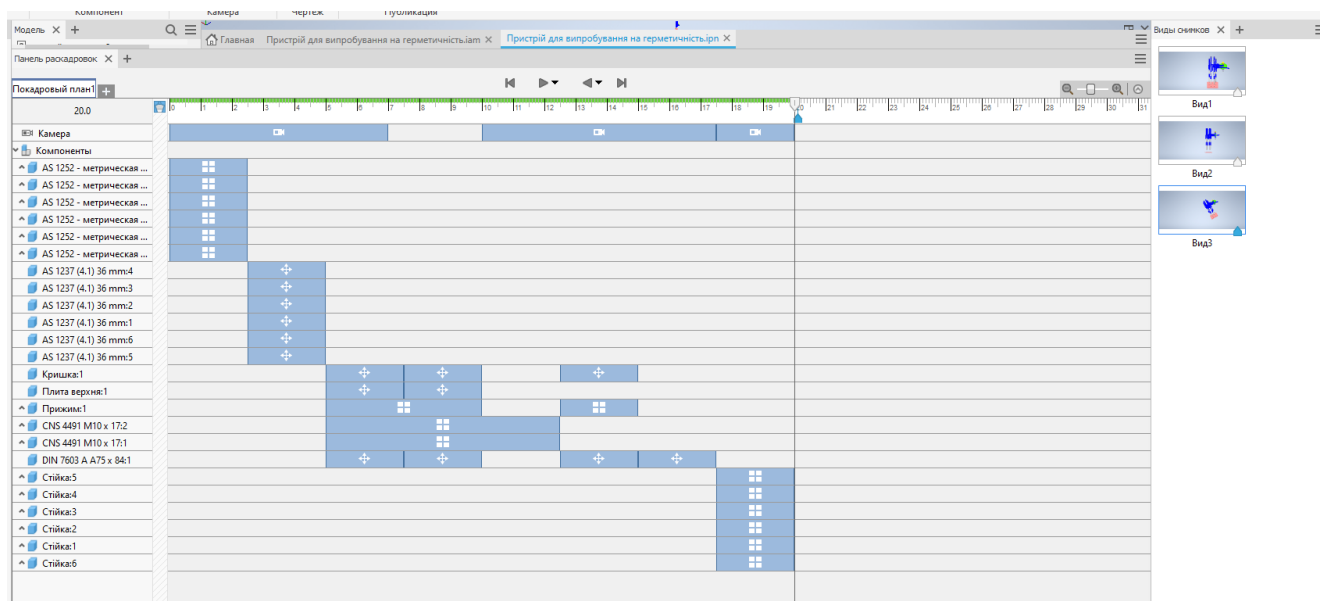 Компонент Камера Чертеж Публикация
Модель × +
Главная Пристрій для випробування на герметичність.iam × Пристрій для випробування на герметичність.ipn ×
Виды снимков × +
Панель раскадровок × +
Покадровый план1 +
20.0
0 1 2 3 4 5 6 7 8 9 10 11 12 13 14 15 16 17 18 19 20 21 22 23 24 25 26 27 28 29 30 31
Камера
Компоненты
AS 1252 - метрическая ...
AS 1252 - метрическая ...
AS 1252 - метрическая ...
AS 1252 - метрическая ...
AS 1252 - метрическая ...
AS 1252 - метрическая ...
AS 1237 (4.1) 36 mm:4
AS 1237 (4.1) 36 mm:3
AS 1237 (4.1) 36 mm:2
AS 1237 (4.1) 36 mm:1
AS 1237 (4.1) 36 mm:6
AS 1237 (4.1) 36 mm:5
Кришка:1
Плита верхня:1
Прижим:1
CNS 4491 M10 x 17:2
CNS 4491 M10 x 17:1
DIN 7603 A A75 x 84:1
Стійка:5
Стійка:4
Стійка:3
Стійка:2
Стійка:1
Стійка:6
Вид1
Вид2
Вид3